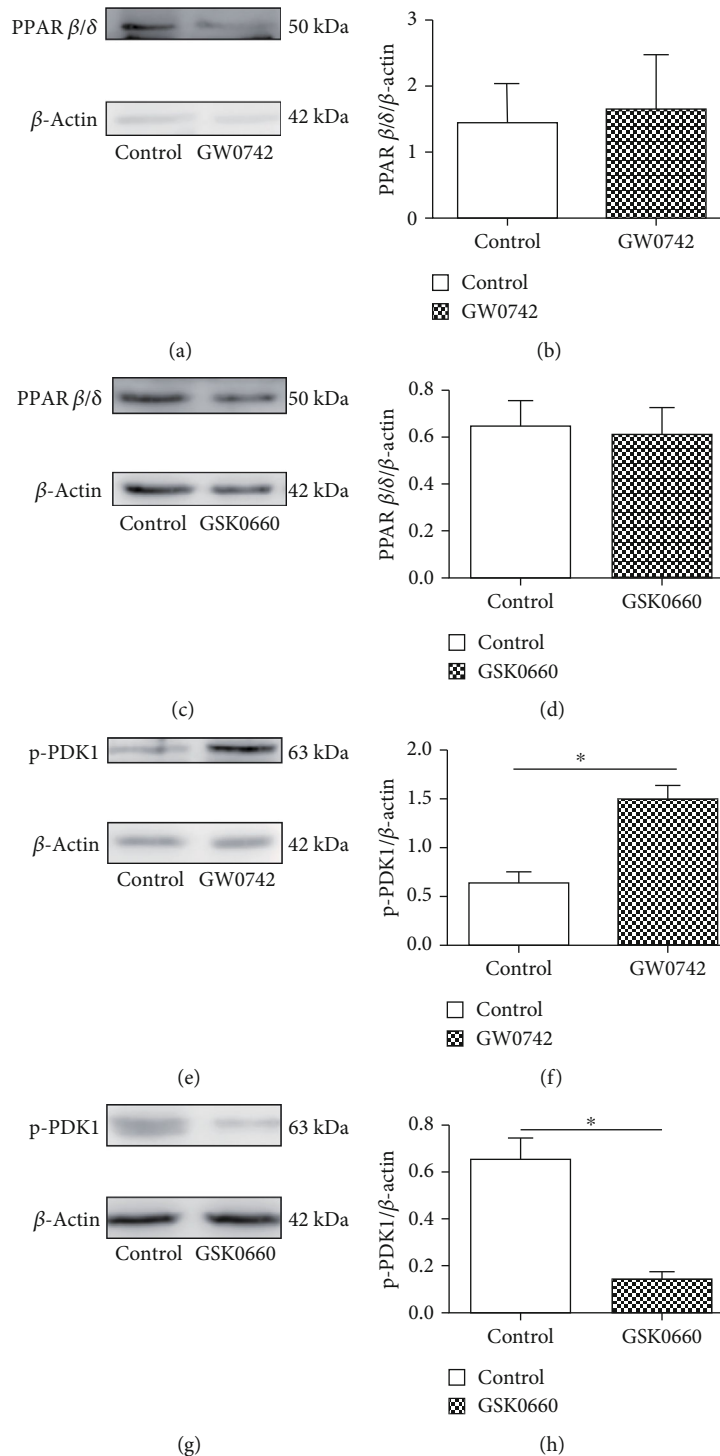 PPAR β/δ
50 kDa
β-Actin
42 kDa
Control GW0742
(a)
PPAR β/δ/β-actin
3
2
1
0
Control GW0742
Control
GW0742
(b)
PPAR β/δ
50 kDa
β-Actin
42 kDa
Control GSK0660
(c)
PPAR β/δ/β-actin
0.8
0.6
0.4
0.2
0.0
Control GSK0660
Control
GSK0660
(d)
p-PDK1
63 kDa
β-Actin
42 kDa
Control GW0742
(e)
p-PDK1/β-actin
2.0
1.5
1.0
0.5
0.0
*
Control GW0742
Control
GW0742
(f)
p-PDK1
63 kDa
β-Actin
42 kDa
Control GSK0660
(g)
p-PDK1/β-actin
0.8
0.6
0.4
0.2
0.0
*
Control GSK0660
Control
GSK0660
(h)